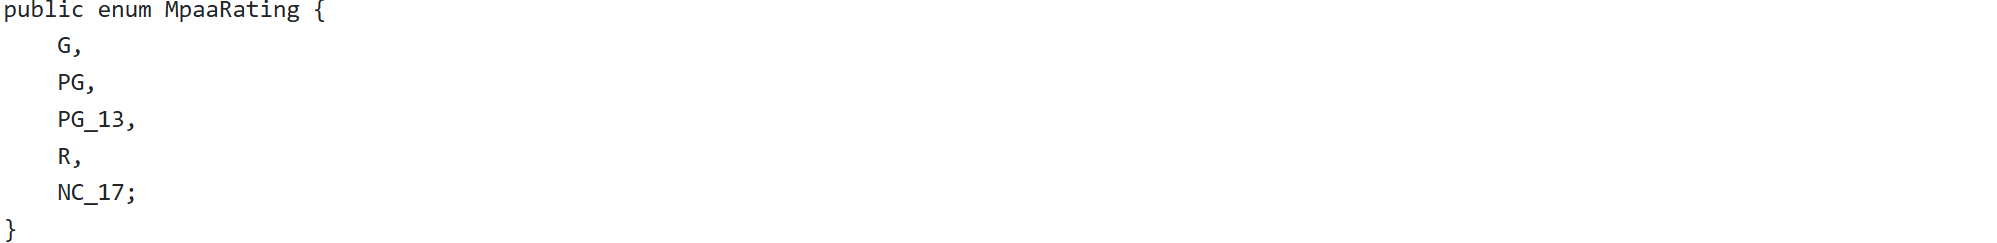 public enum MpaaRating {
    G,
    PG,
    PG_13,
    R,
    NC_17;
}